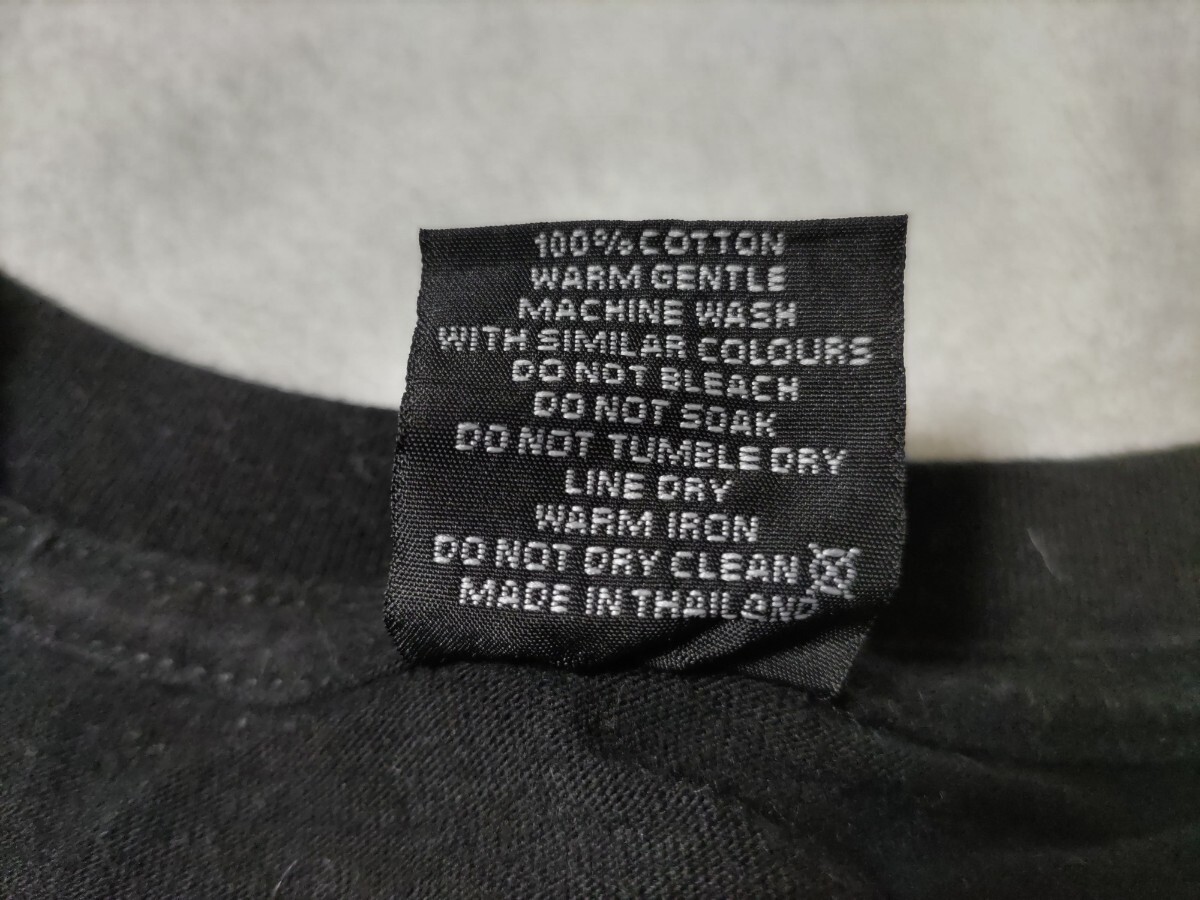 100% COTTON
WARM GENTLE
MACHINE WASH
WITH SIMILAR COLOURS
DO NOT BLEACH
DO NOT SOAK
DO NOT TUMBLE DRY
LINE DRY
WARM IRON
DO NOT DRY CLEAN
MADE IN THAILAND